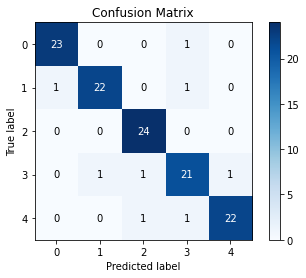 Confusion Matrix
0 23 0 0 1 0
1 1 22 0 1 0
2 0 0 24 0 0
3 0 1 1 21 1
4 0 0 1 1 22
0 1 2 3 4
True label
Predicted label
20
15
10
5
0